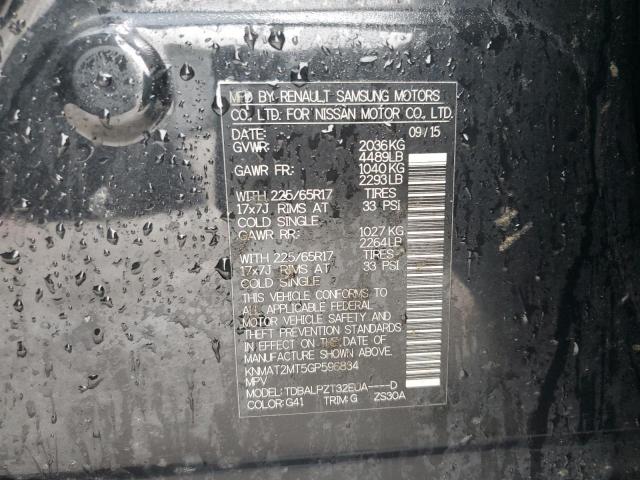 MFD BY RENAULT SAMSUNG MOTORS
CO., LTD. FOR NISSAN MOTOR CO., LTD.
DATE: 09/15
GVWR: 2036KG
4489LB
GAWR FR: 1040 KG
2293LB
WITH 225/65R17 TIRES
17x7J RIMS AT 33 PSI
COLD SINGLE
GAWR RR: 1027 KG
2264LB
WITH 225/65R17 TIRES
17x7J RIMS AT 33 PSI
COLD SINGLE
THIS VEHICLE CONFORMS TO
ALL APPLICABLE FEDERAL
MOTOR VEHICLE SAFETY AND
THEFT PREVENTION STANDARDS
IN EFFECT ON THE DATE OF
MANUFACTURE SHOWN ABOVE.
KNMAT2MT5GP596834
MPV
MODEL: TDBALPZT32EUA----D
COLOR: G41 TRIM: G ZS30A